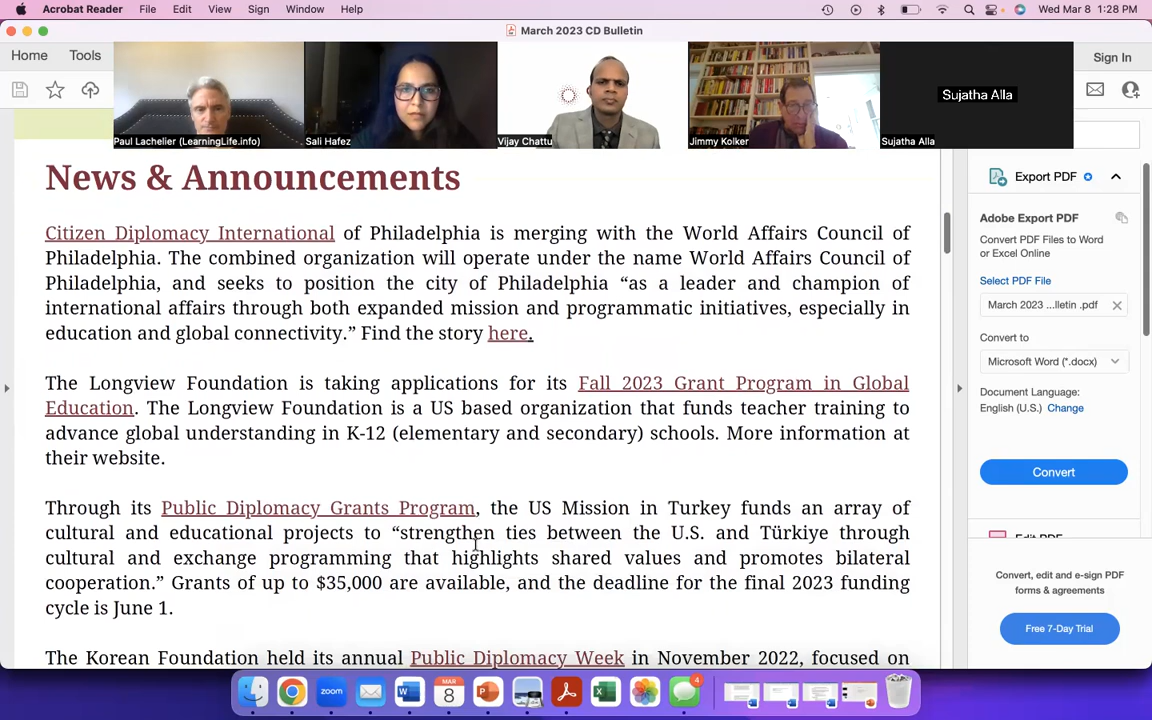 Acrobat Reader File Edit View Sign Window Help Wed Mar 8 1:28 PM
March 2023 CD Bulletin
Home Tools Sign In
Paul Lachelier (LearningLife.info) Sali Hafez Vijay Chattu Jimmy Kolker Sujatha Alla Sujatha Alla
News & Announcements
Citizen Diplomacy International of Philadelphia is merging with the World Affairs Council of
Philadelphia. The combined organization will operate under the name World Affairs Council of
Philadelphia, and seeks to position the city of Philadelphia “as a leader and champion of
international affairs through both expanded mission and programmatic initiatives, especially in
education and global connectivity.” Find the story here.
The Longview Foundation is taking applications for its Fall 2023 Grant Program in Global
Education. The Longview Foundation is a US based organization that funds teacher training to
advance global understanding in K-12 (elementary and secondary) schools. More information at
their website.
Through its Public Diplomacy Grants Program, the US Mission in Turkey funds an array of
cultural and educational projects to “strengthen ties between the U.S. and Türkiye through
cultural and exchange programming that highlights shared values and promotes bilateral
cooperation.” Grants of up to $35,000 are available, and the deadline for the final 2023 funding
cycle is June 1.
The Korean Foundation held its annual Public Diplomacy Week in November 2022, focused on
Export PDF
Adobe Export PDF
Convert PDF Files to Word
or Excel Online
Select PDF File
March 2023 ...lletin .pdf
Convert to
Microsoft Word (*.docx)
Document Language:
English (U.S.) Change
Convert
Edit PDF
Convert, edit and e-sign PDF
forms & agreements
Free 7-Day Trial
zoom
MAR
8
4